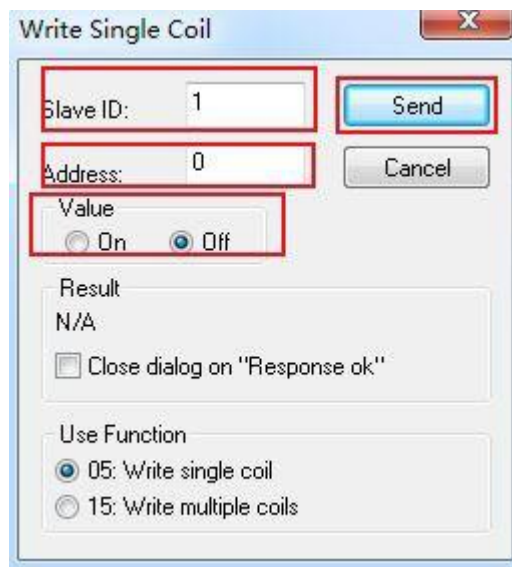 Write Single Coil
Slave ID: 1 Send
Address: 0 Cancel
Value
On Off
Result
N/A
Close dialog on "Response ok"
Use Function
05: Write single coil
15: Write multiple coils